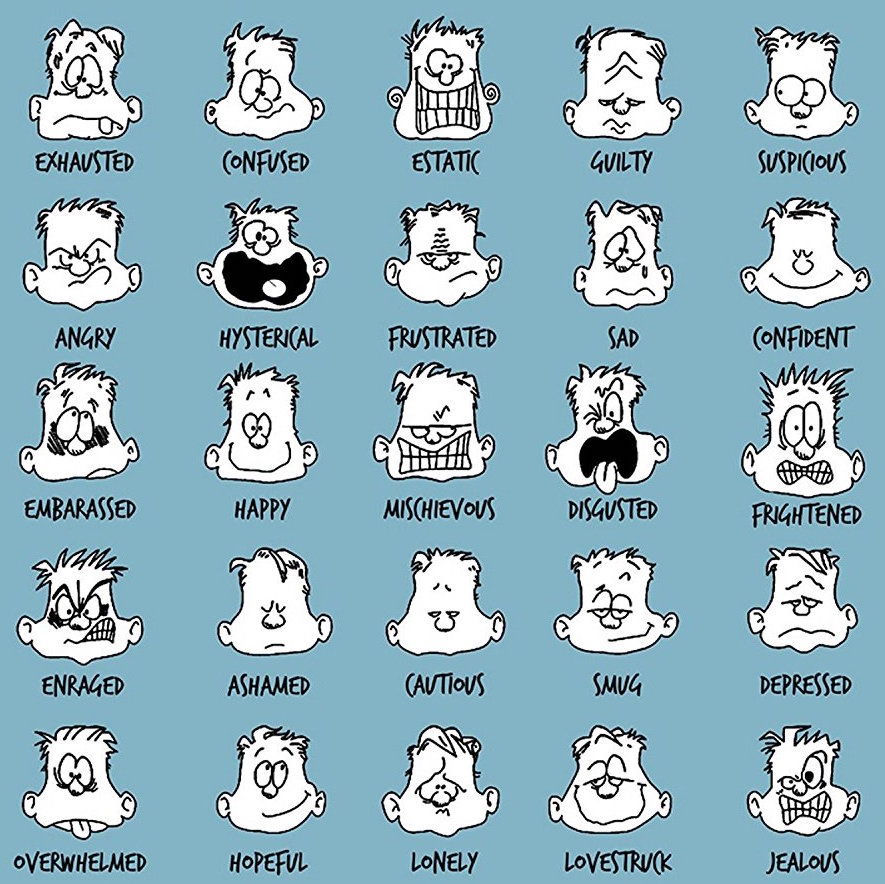 EXHAUSTED CONFUSED ESTATIC GUILTY SUSPICIOUS
ANGRY HYSTERICAL FRUSTRATED SAD CONFIDENT
EMBARASSED HAPPY MISCHIEVOUS DISGUSTED FRIGHTENED
ENRAGED ASHAMED CAUTIOUS SMUG DEPRESSED
OVERWHELMED HOPEFUL LONELY LOVESTRUCK JEALOUS